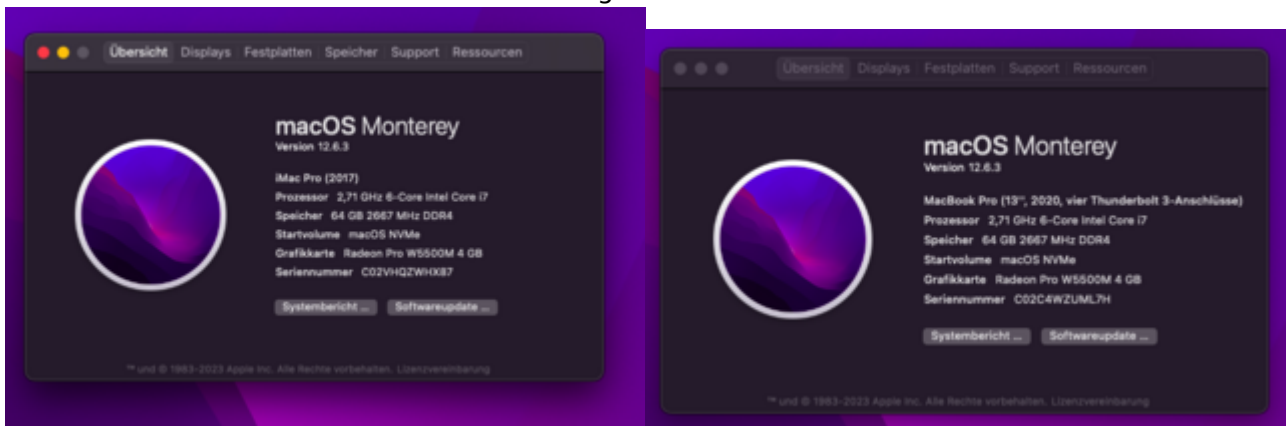 Übersicht Displays Festplatten Speicher Support Ressourcen
macOS Monterey
Version 12.6.3
iMac Pro (2017)
Prozessor 2,71 GHz 6-Core Intel Core i7
Speicher 64 GB 2667 MHz DDR4
Startvolume macOS NVMe
Grafikkarte Radeon Pro W5500M 4 GB
Seriennummer C02VHQZWHX87
Systembericht ... Softwareupdate ...
™ und © 1983-2023 Apple Inc. Alle Rechte vorbehalten. Lizenzvereinbarung
Übersicht Displays Festplatten Support Ressourcen
macOS Monterey
Version 12.6.3
MacBook Pro (13", 2020, vier Thunderbolt 3-Anschlüsse)
Prozessor 2,71 GHz 6-Core Intel Core i7
Speicher 64 GB 2667 MHz DDR4
Startvolume macOS NVMe
Grafikkarte Radeon Pro W5500M 4 GB
Seriennummer C02C4WZUML7H
Systembericht ... Softwareupdate ...
™ und © 1983-2023 Apple Inc. Alle Rechte vorbehalten. Lizenzvereinbarung